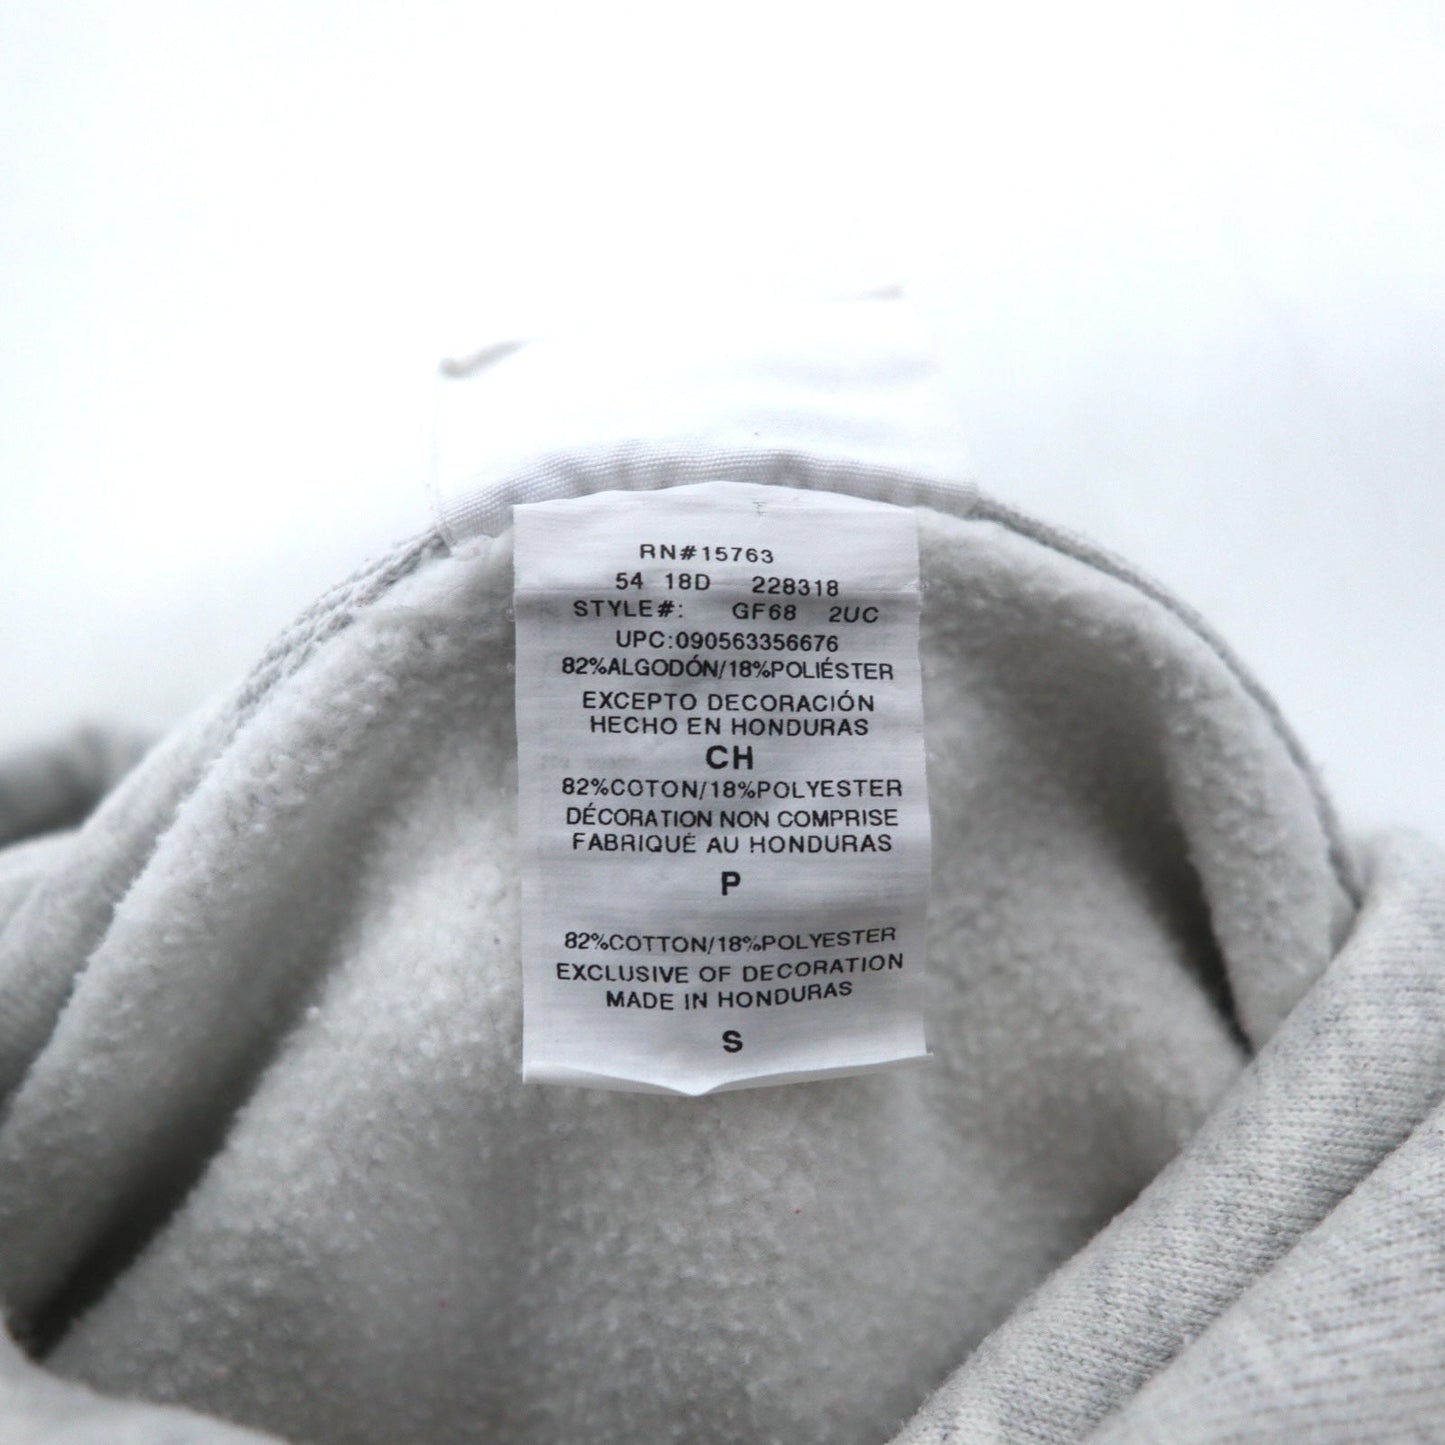 RN#15763
54 18D 228318
STYLE#: GF68 2UC
UPC:090563356676
82%ALGODÓN/18%POLIÉSTER
EXCEPTO DECORACIÓN
HECHO EN HONDURAS
CH
82%COTON/18%POLYESTER
DÉCORATION NON COMPRISE
FABRIQUÉ AU HONDURAS
P
82%COTTON/18%POLYESTER
EXCLUSIVE OF DECORATION
MADE IN HONDURAS
S